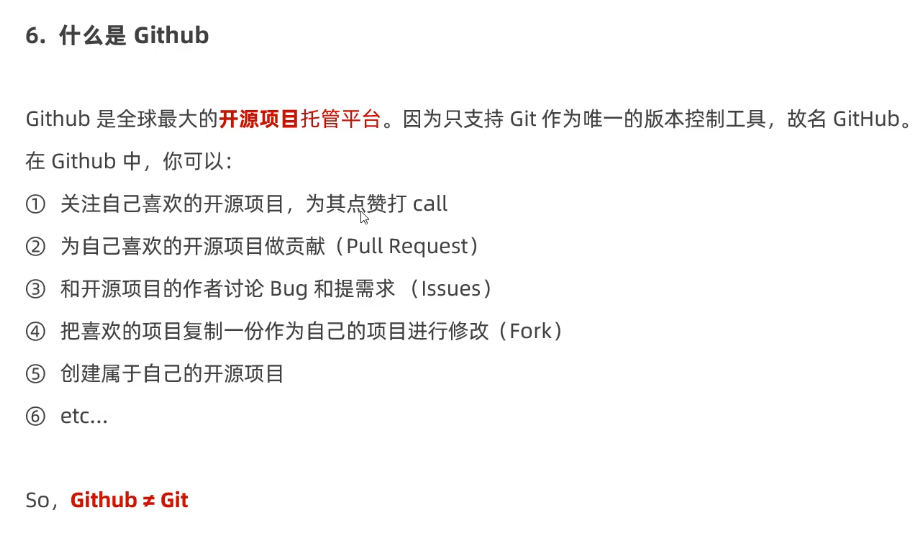 6. 什么是 Github
Github 是全球最大的开源项目托管平台。因为只支持 Git 作为唯一的版本控制工具，故名 GitHub。
在 Github 中，你可以：
① 关注自己喜欢的开源项目，为其点赞打 call
② 为自己喜欢的开源项目做贡献（Pull Request）
③ 和开源项目的作者讨论 Bug 和提需求 （Issues）
④ 把喜欢的项目复制一份作为自己的项目进行修改（Fork）
⑤ 创建属于自己的开源项目
⑥ etc...
So，Github ≠ Git